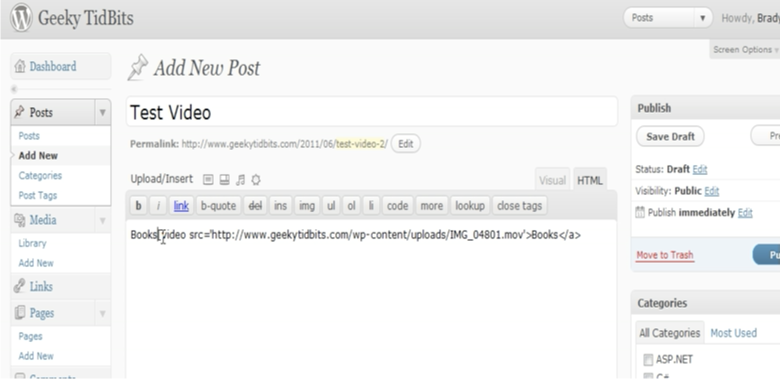 Geeky TidBits
Posts
Howdy, Brady
Screen Options
Dashboard
Add New Post
Posts
Posts
Add New
Categories
Post Tags
Media
Library
Add New
Links
Pages
Pages
Add New
Test Video
Permalink: http://www.geekytidbits.com/2011/06/test-video-2/ Edit
Upload/Insert
Visual HTML
b i link b-quote del ins img ul ol li code more lookup close tags
Books video src='http://www.geekytidbits.com/wp-content/uploads/IMG_04801.mov'>Books</a>
Publish
Save Draft
Status: Draft Edit
Visibility: Public Edit
Publish immediately Edit
Move to Trash
Categories
All Categories Most Used
ASP.NET